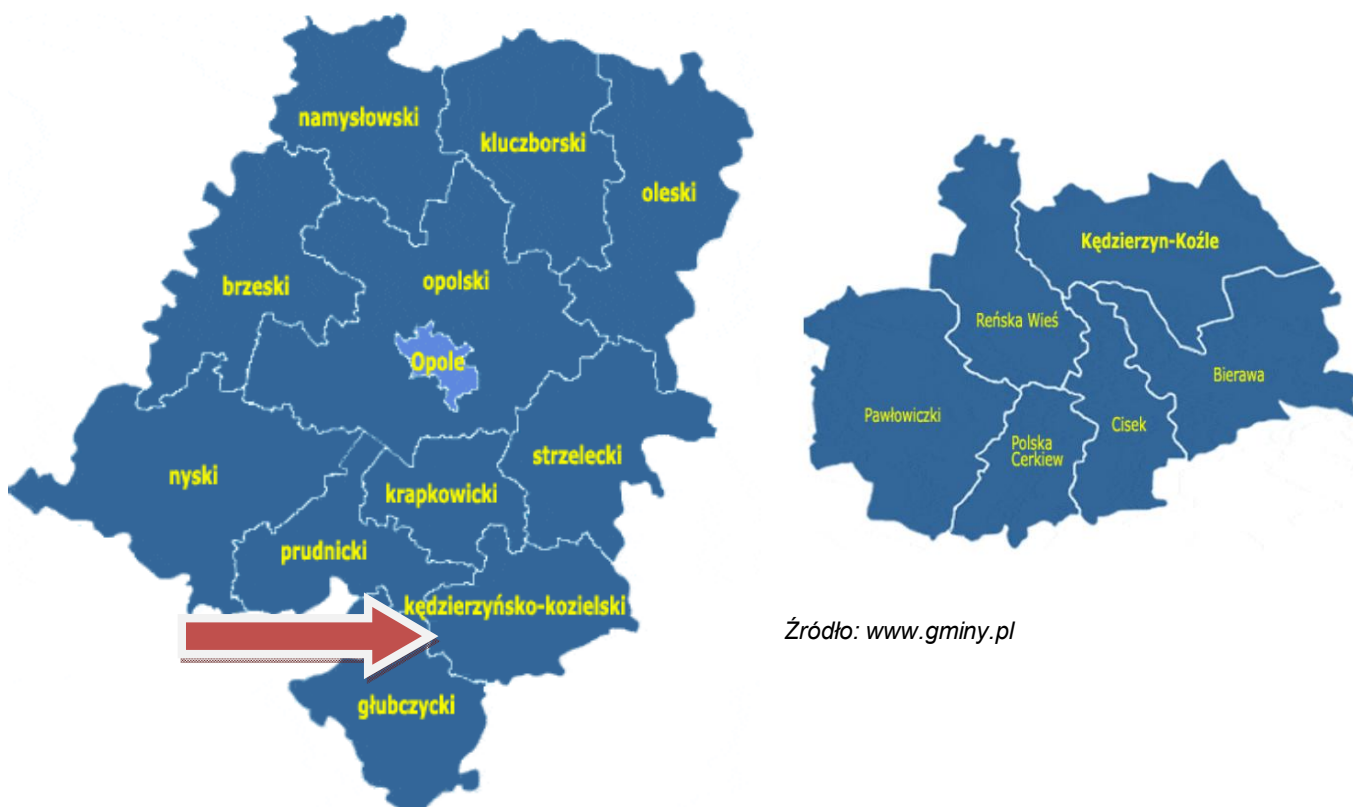 namysłowski
kluczborski
oleski
brzeski
opolski
Opole
nyski
strzelecki
krapkowicki
prudnicki
kędzierzyńsko-kozielski
głubczycki
Kędzierzyn-Koźle
Reńska Wieś
Bierawa
Pawłowiczki
Cisek
Polska
Cerkiew
Źródło: www.gminy.pl